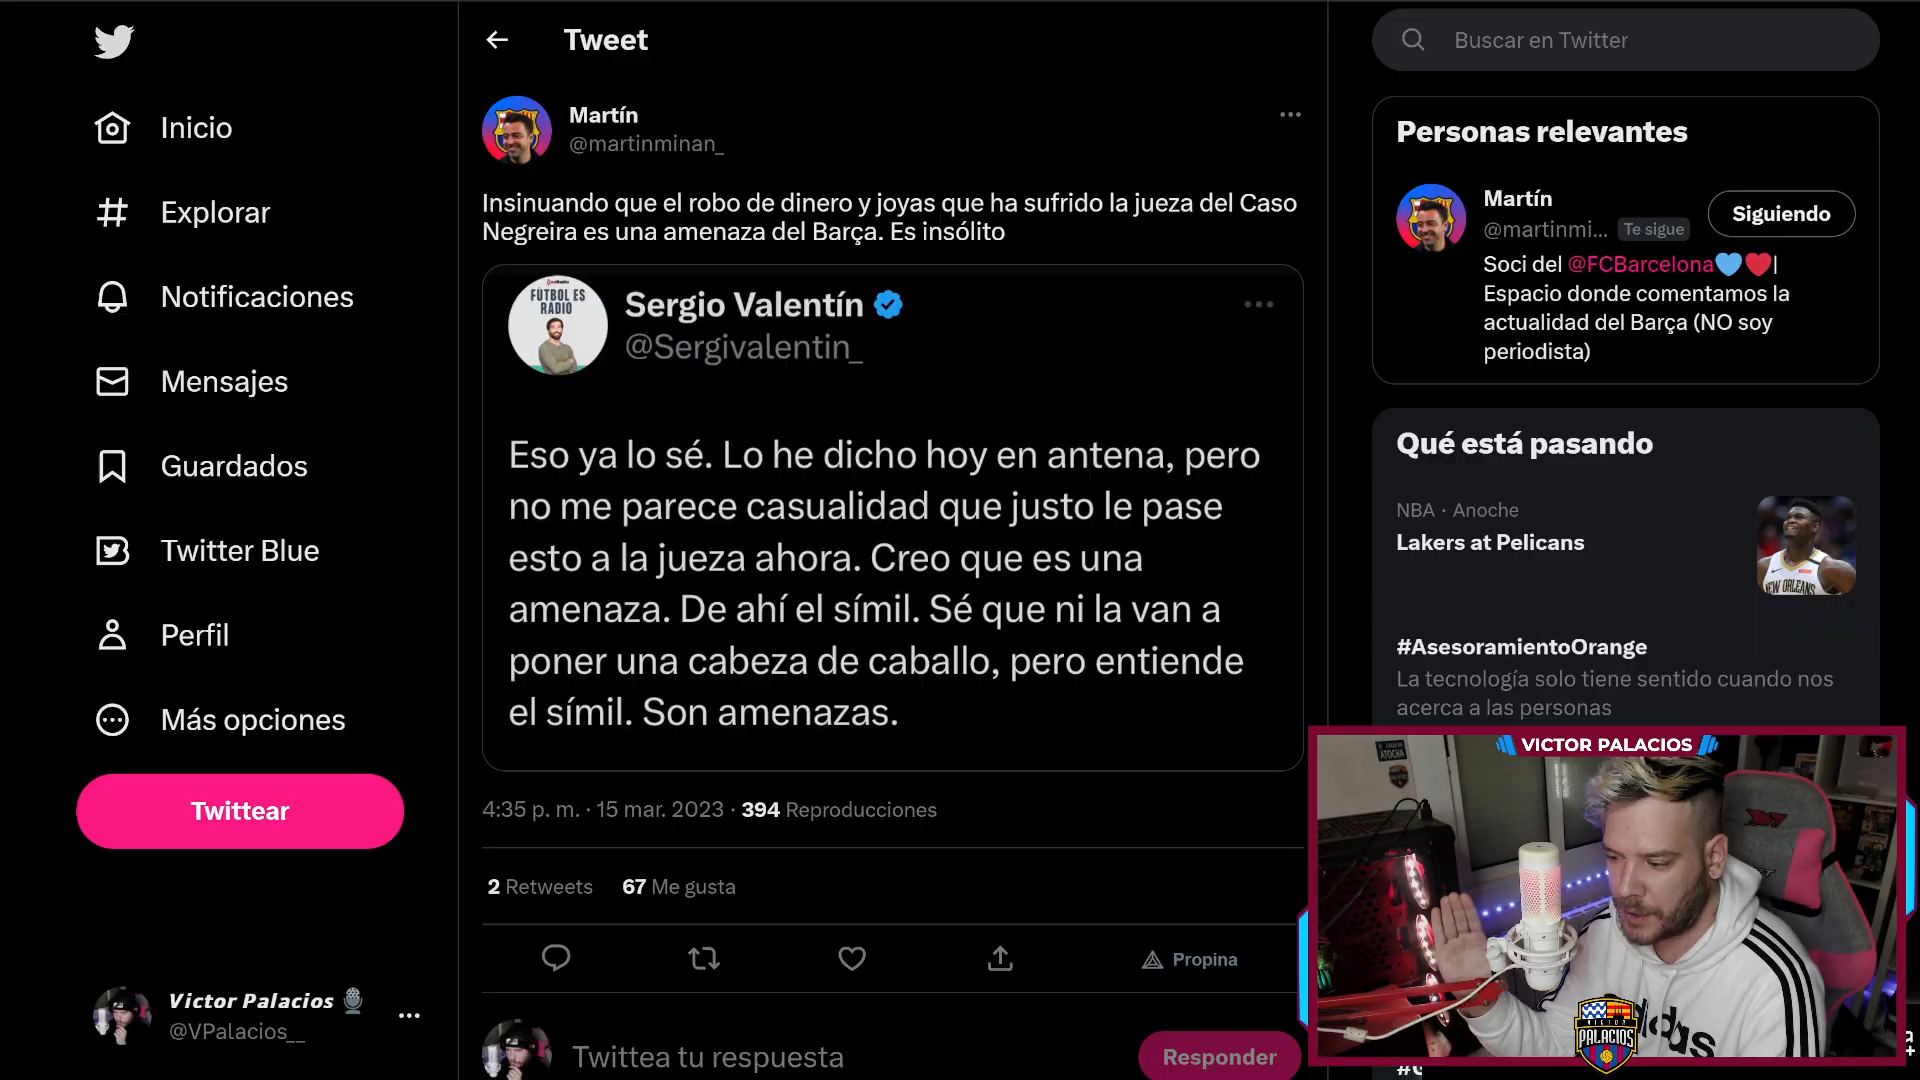 Inicio
Explorar
Notificaciones
Mensajes
Guardados
Twitter Blue
Perfil
Más opciones
Twittear
Victor Palacios
@VPalacios__
Tweet
Martín
@martinminan_
Insinuando que el robo de dinero y joyas que ha sufrido la jueza del Caso
Negreira es una amenaza del Barça. Es insólito
FÚTBOL ES
RADIO
Sergio Valentín
@Sergivalentin_
Eso ya lo sé. Lo he dicho hoy en antena, pero
no me parece casualidad que justo le pase
esto a la jueza ahora. Creo que es una
amenaza. De ahí el símil. Sé que ni la van a
poner una cabeza de caballo, pero entiende
el símil. Son amenazas.
4:35 p. m. · 15 mar. 2023 · 394 Reproducciones
2 Retweets 67 Me gusta
Propina
Twittea tu respuesta
Responder
Buscar en Twitter
Personas relevantes
Martín
@martinmi... Te sigue
Siguiendo
Soci del @FCBarcelona💙❤️|
Espacio donde comentamos la
actualidad del Barça (NO soy
periodista)
Qué está pasando
NBA · Anoche
Lakers at Pelicans
NEW ORLEANS
#AsesoramientoOrange
La tecnología solo tiene sentido cuando nos
acerca a las personas
VICTOR PALACIOS
ATOCHA
VICTOR
PALACIOS
adidas